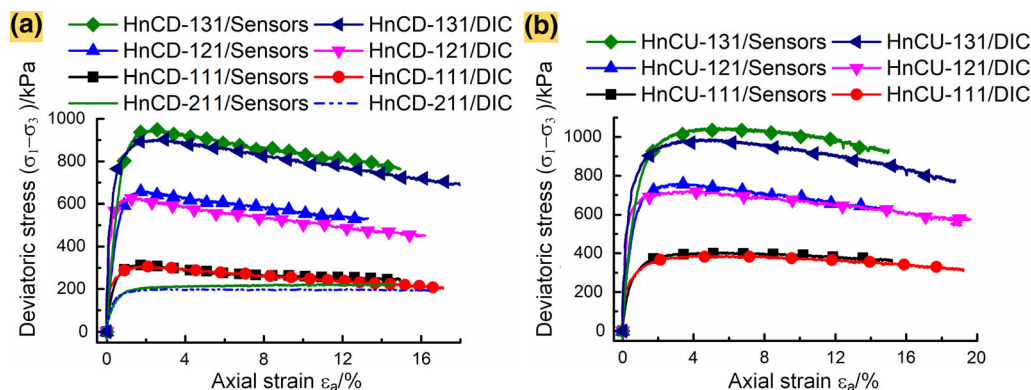 (a)
HnCD-131/Sensors HnCD-131/DIC
HnCD-121/Sensors HnCD-121/DIC
HnCD-111/Sensors HnCD-111/DIC
HnCD-211/Sensors HnCD-211/DIC
Deviatoric stress (σ₁–σ₃)/kPa
1000
800
600
400
200
0
0 4 8 12 16
Axial strain εₐ/%
(b)
HnCU-131/Sensors HnCU-131/DIC
HnCU-121/Sensors HnCU-121/DIC
HnCU-111/Sensors HnCU-111/DIC
Deviatoric stress (σ₁–σ₃)/kPa
1000
800
600
400
200
0
0 4 8 12 16 20
Axial strain εₐ/%